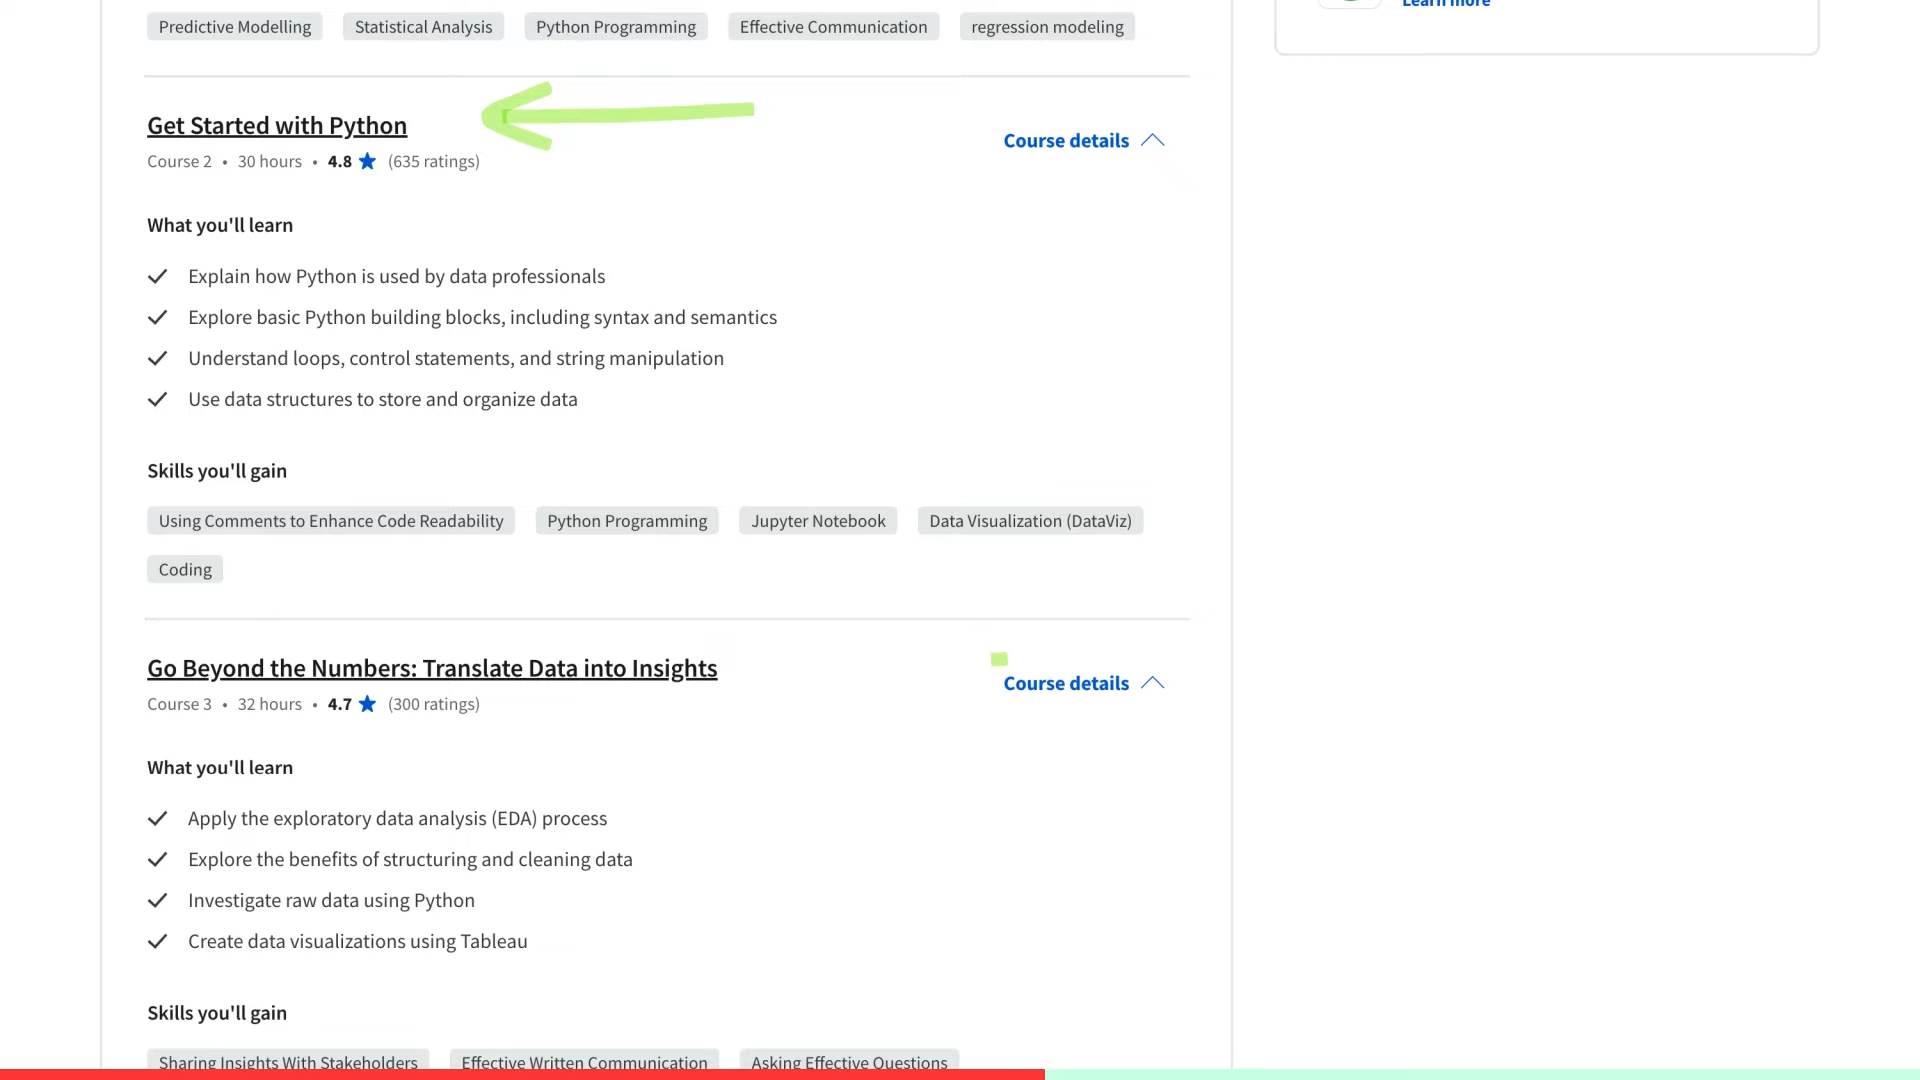 Learn more
Predictive Modelling Statistical Analysis Python Programming Effective Communication regression modeling
Get Started with Python
Course details
Course 2 • 30 hours • 4.8 ★ (635 ratings)
What you'll learn
Explain how Python is used by data professionals
Explore basic Python building blocks, including syntax and semantics
Understand loops, control statements, and string manipulation
Use data structures to store and organize data
Skills you'll gain
Using Comments to Enhance Code Readability Python Programming Jupyter Notebook Data Visualization (DataViz)
Coding
Go Beyond the Numbers: Translate Data into Insights
Course details
Course 3 • 32 hours • 4.7 ★ (300 ratings)
What you'll learn
Apply the exploratory data analysis (EDA) process
Explore the benefits of structuring and cleaning data
Investigate raw data using Python
Create data visualizations using Tableau
Skills you'll gain
Sharing Insights With Stakeholders Effective Written Communication Asking Effective Questions